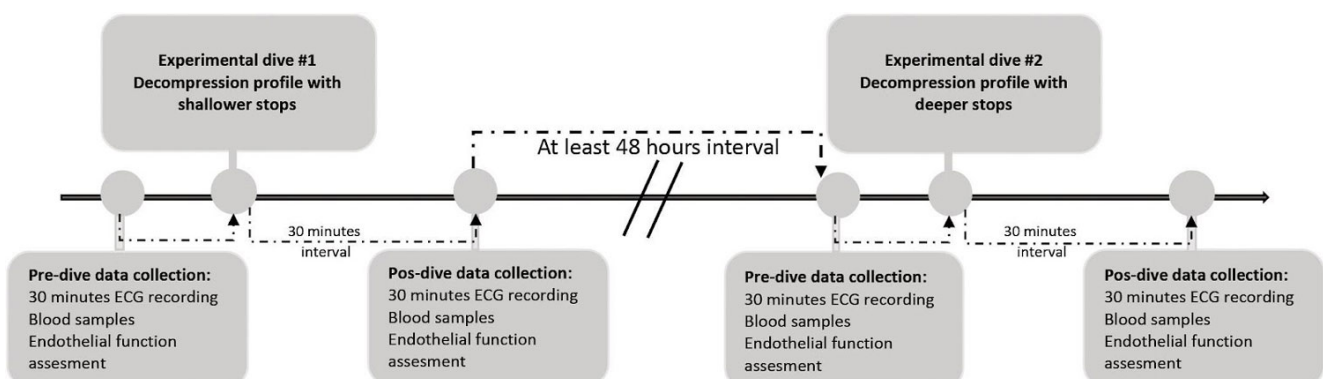 Experimental dive #1
Decompression profile with
shallower stops
Experimental dive #2
Decompression profile with
deeper stops
At least 48 hours interval
30 minutes
interval
30 minutes
interval
Pre-dive data collection:
30 minutes ECG recording
Blood samples
Endothelial function
assesment
Pos-dive data collection:
30 minutes ECG recording
Blood samples
Endothelial function
assesment
Pre-dive data collection:
30 minutes ECG recording
Blood samples
Endothelial function
assesment
Pos-dive data collection:
30 minutes ECG recording
Blood samples
Endothelial function
assesment